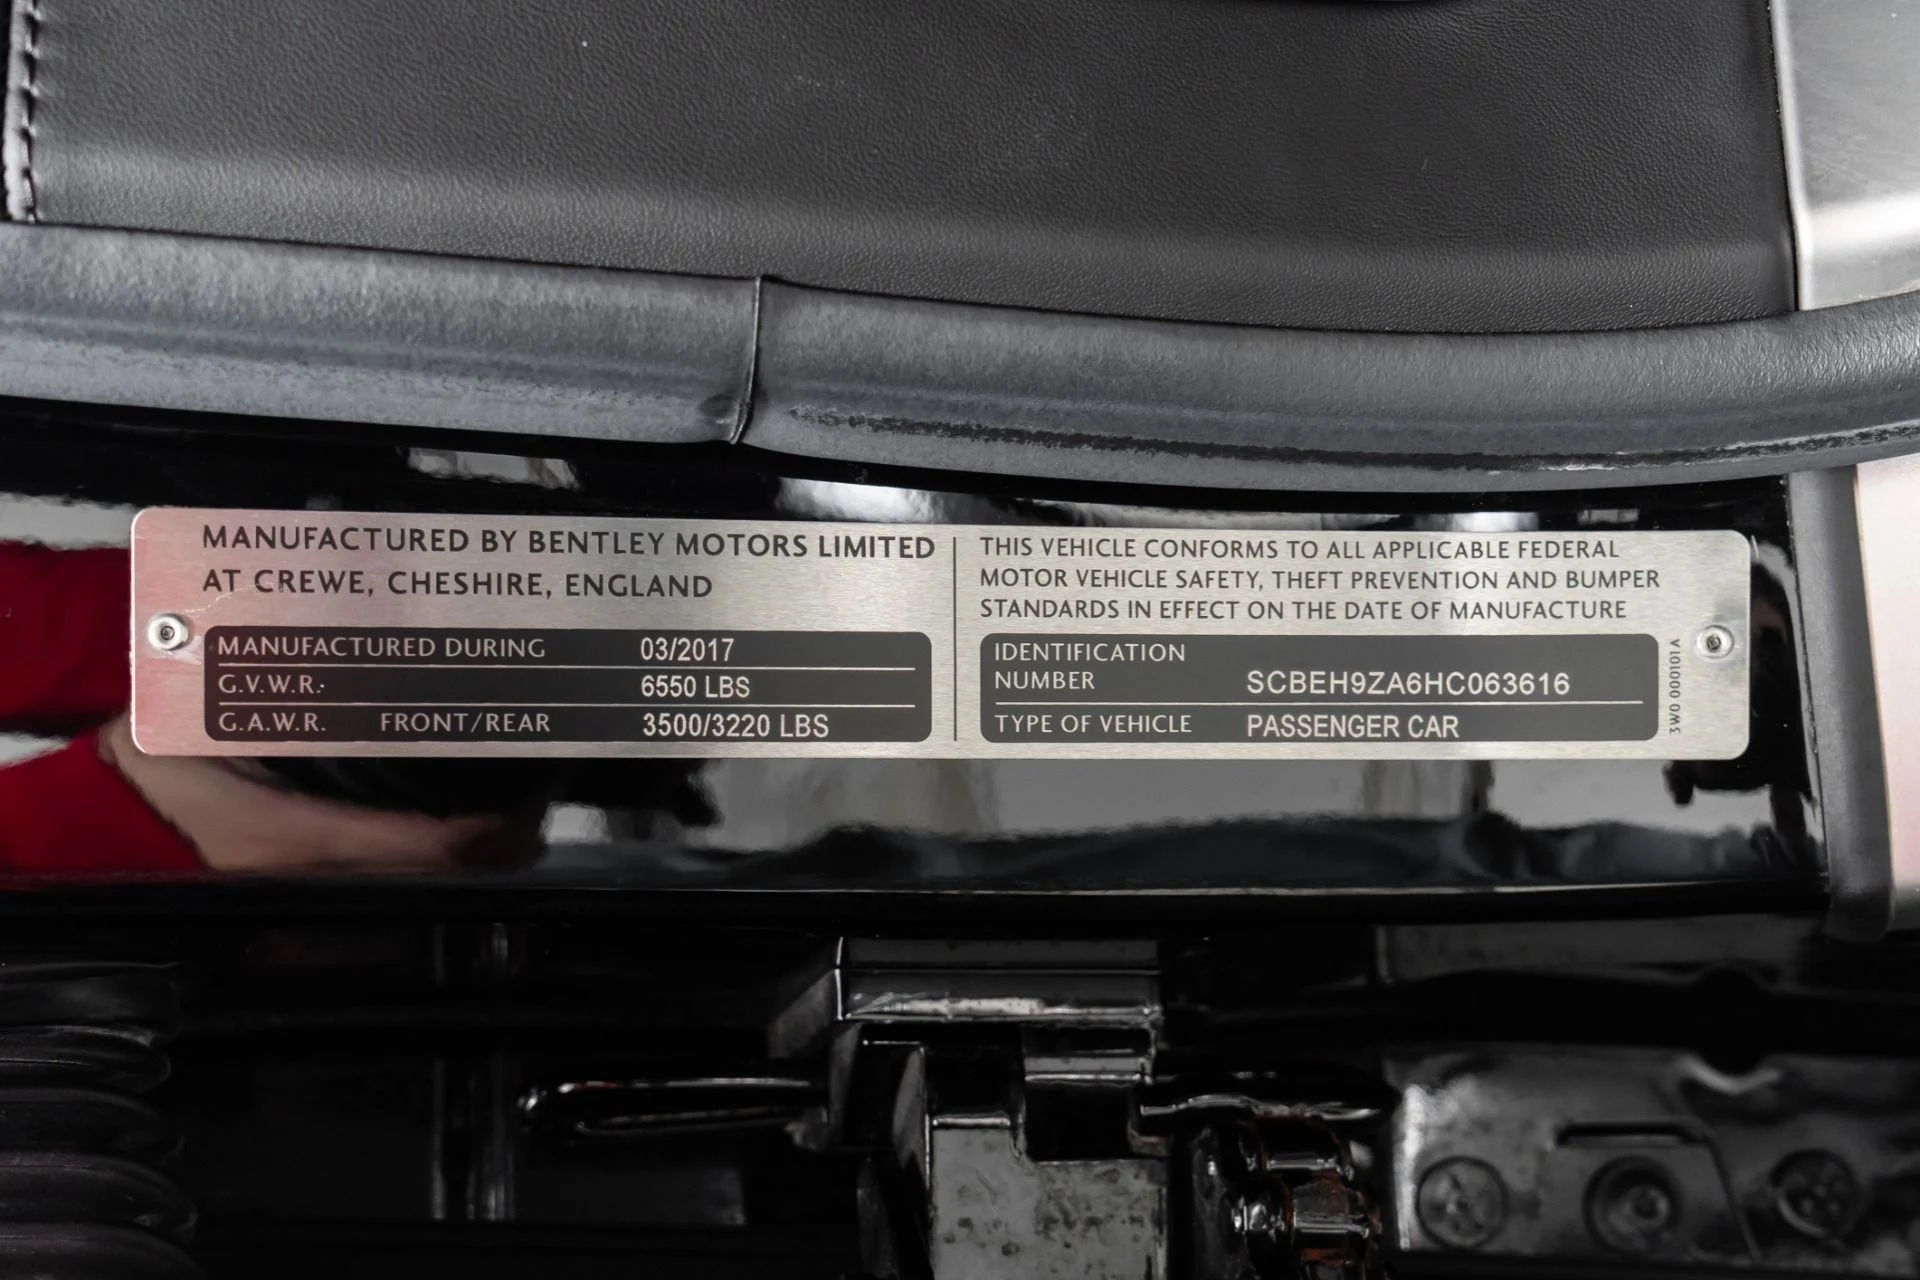 MANUFACTURED BY BENTLEY MOTORS LIMITED
AT CREWE, CHESHIRE, ENGLAND
MANUFACTURED DURING 03/2017
G.V.W.R. 6550 LBS
G.A.W.R. FRONT/REAR 3500/3220 LBS
THIS VEHICLE CONFORMS TO ALL APPLICABLE FEDERAL
MOTOR VEHICLE SAFETY, THEFT PREVENTION AND BUMPER
STANDARDS IN EFFECT ON THE DATE OF MANUFACTURE
IDENTIFICATION
NUMBER SCBEH9ZA6HC063616
TYPE OF VEHICLE PASSENGER CAR
3W0 000101 A